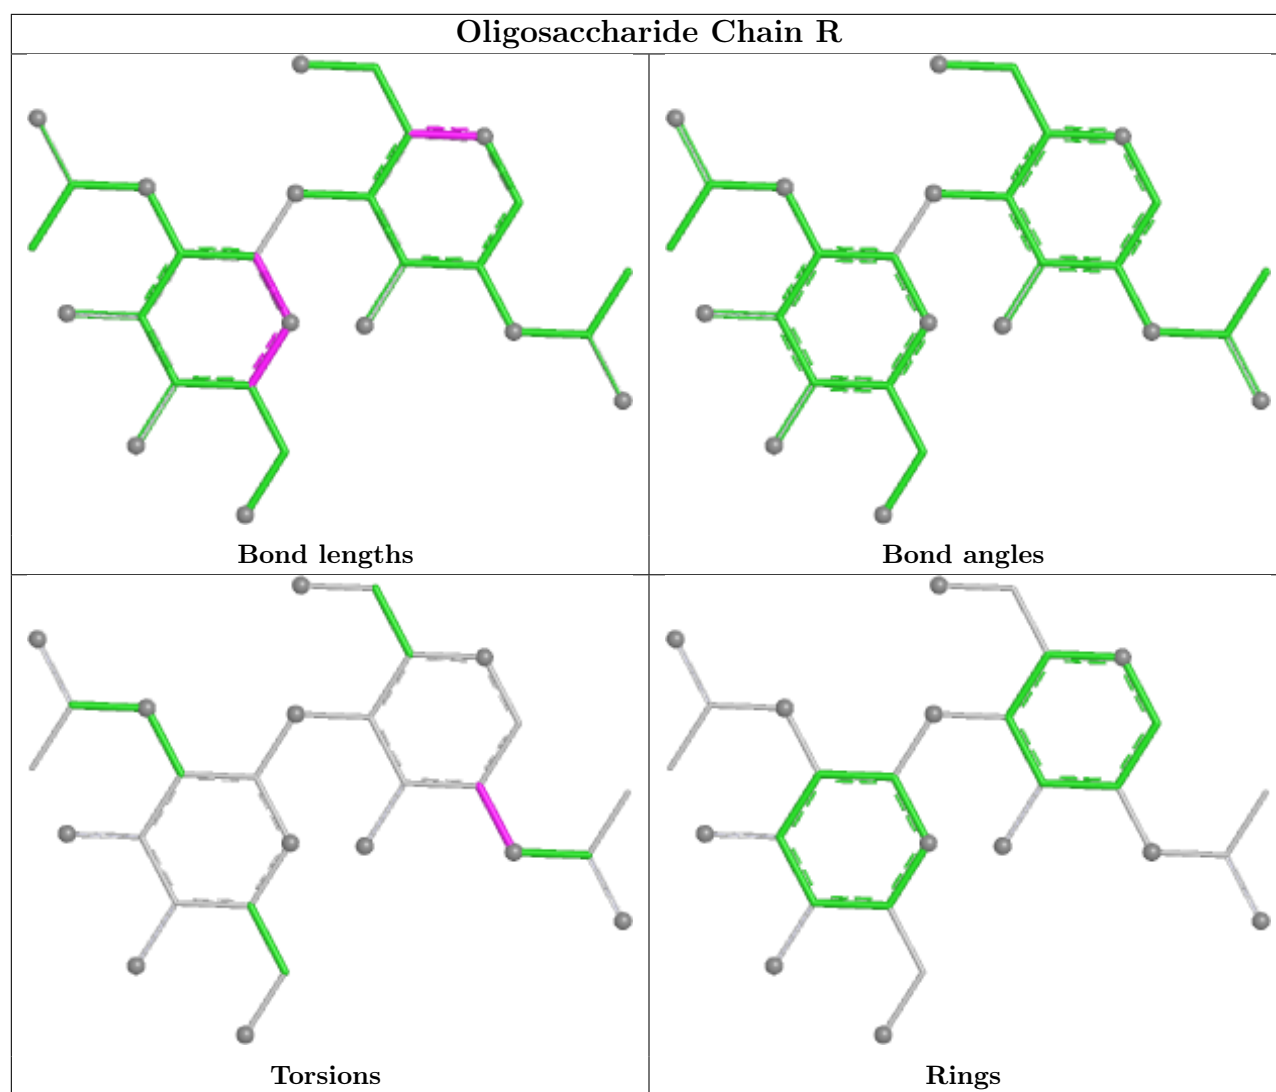 Oligosaccharide Chain R
Bond lengths
Bond angles
Torsions
Rings